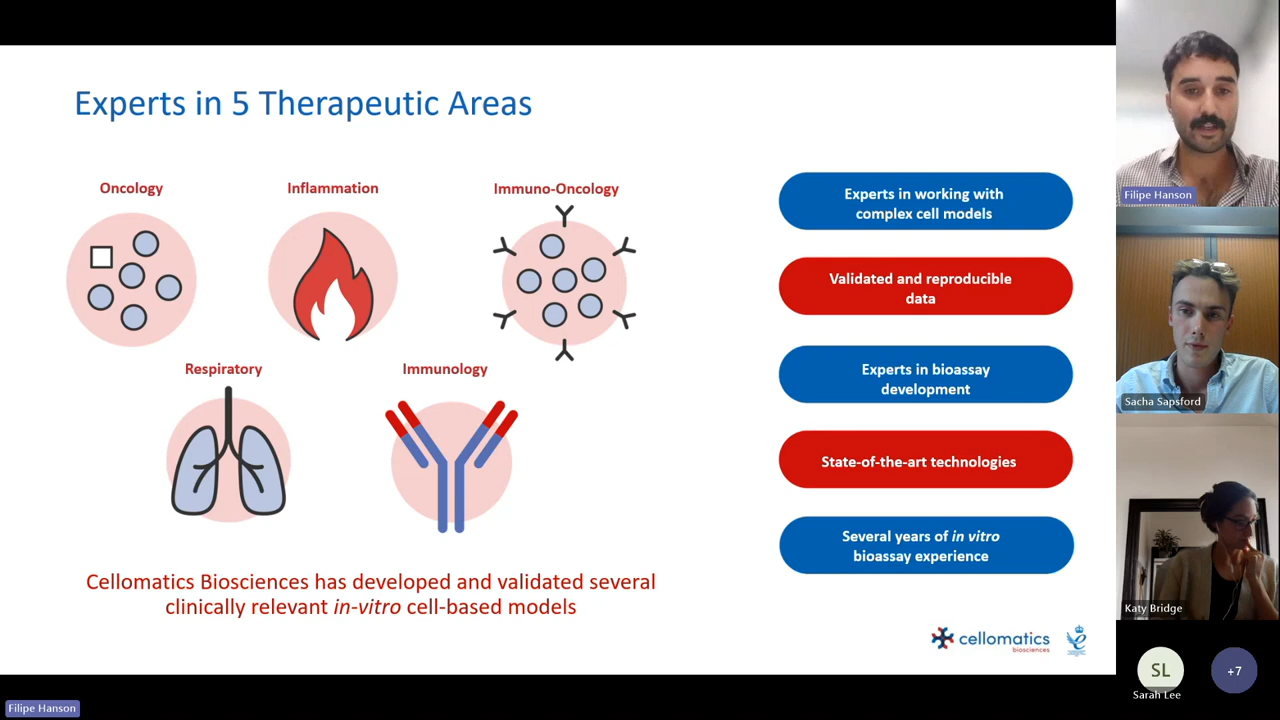 Experts in 5 Therapeutic Areas
Oncology
Inflammation
Immuno-Oncology
Respiratory
Immunology
Experts in working with
complex cell models
Validated and reproducible
data
Experts in bioassay
development
State-of-the-art technologies
Several years of in vitro
bioassay experience
Cellomatics Biosciences has developed and validated several
clinically relevant in-vitro cell-based models
cellomatics
biosciences
Filipe Hanson
Sacha Sapsford
Katy Bridge
SL
Sarah Lee
+7
Filipe Hanson